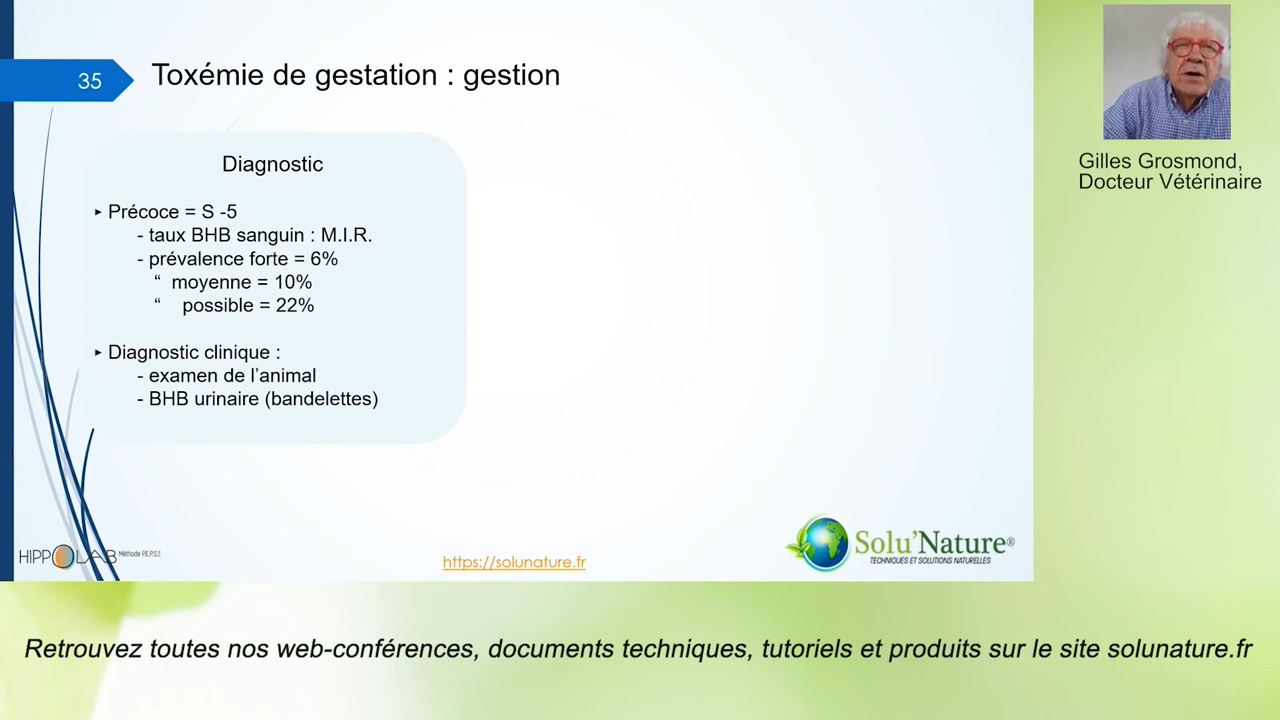 35
Toxémie de gestation : gestion
Diagnostic
‣ Précoce = S -5
- taux BHB sanguin : M.I.R.
- prévalence forte = 6%
“ moyenne = 10%
“ possible = 22%
‣ Diagnostic clinique :
- examen de l’animal
- BHB urinaire (bandelettes)
HIPPOLAB Méthode P.E.P.S.S
https://solunature.fr
Solu’Nature®
TECHNIQUES ET SOLUTIONS NATURELLES
Gilles Grosmond,
Docteur Vétérinaire
Retrouvez toutes nos web-conférences, documents techniques, tutoriels et produits sur le site solunature.fr